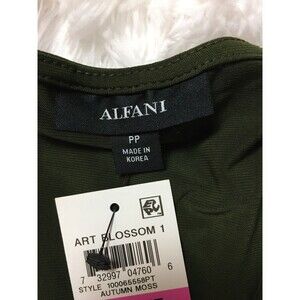 ALFANI
PP
MADE IN
KOREA
ART BLOSSOM 1
7 32997 04760 6
STYLE 100065558PT
AUTUMN MOSS